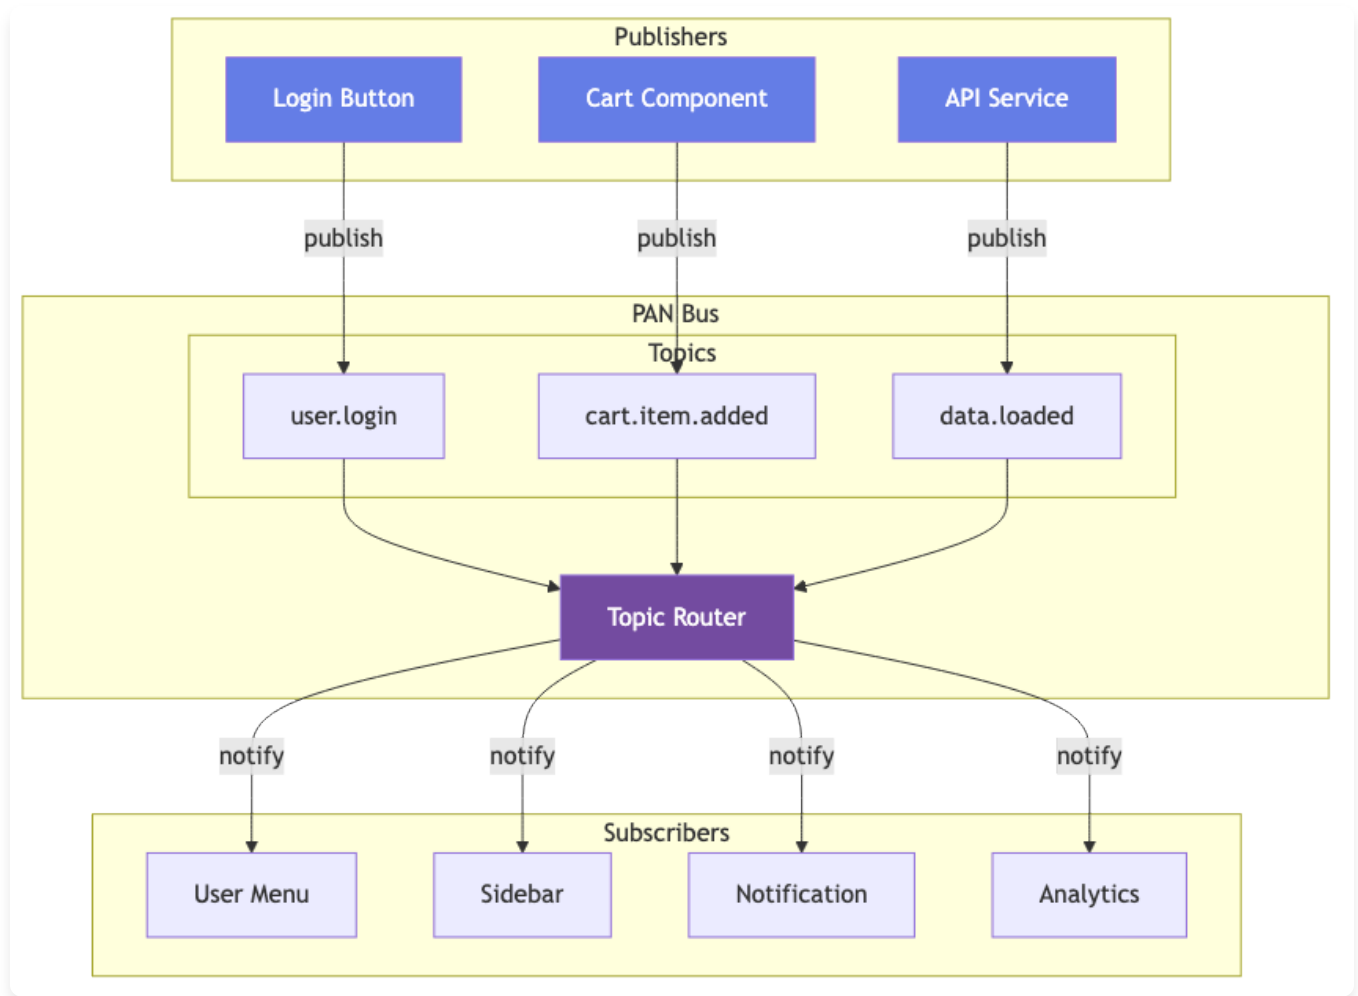 Publishers
Login Button
Cart Component
API Service
publish
publish
publish
PAN Bus
Topics
user.login
cart.item.added
data.loaded
Topic Router
notify
notify
notify
notify
Subscribers
User Menu
Sidebar
Notification
Analytics